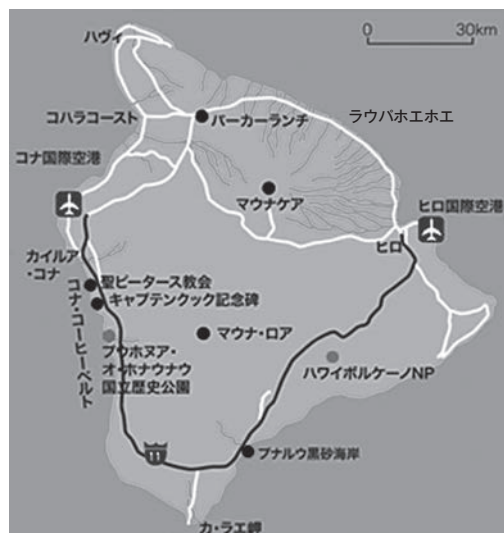 ハヴィ
0 30km
コハラコースト
パーカーランチ
ラウパホエホエ
コナ国際空港
マウナケア
ヒロ国際空港
ヒロ
カイルア
・コナ
聖ピータース教会
キャプテンクック記念碑
コナ・コーヒーベルト
マウナ・ロア
プウホヌア・
オ・ホナウナウ
国立歴史公園
ハワイボルケーノNP
11
プナルウ黒砂海岸
カ・ラエ岬